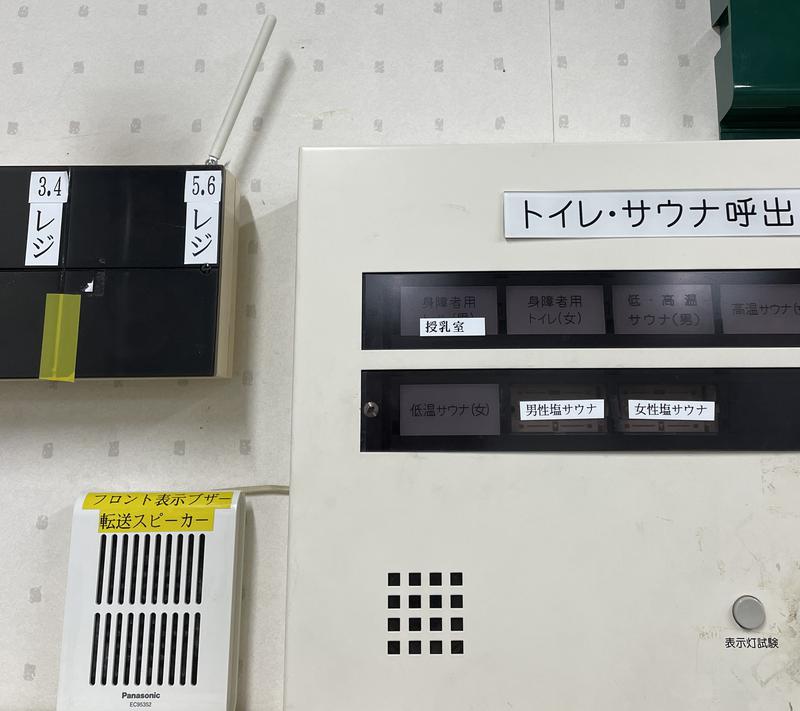 3.4
レジ
5.6
レジ
トイレ・サウナ呼出
身障者用
授乳室
身障者用
トイレ(女)
低・高温
サウナ(男)
高温サウナ(
低温サウナ(女)
男性塩サウナ
女性塩サウナ
フロント表示ブザー
転送スピーカー
Panasonic
EC95352
表示灯試験